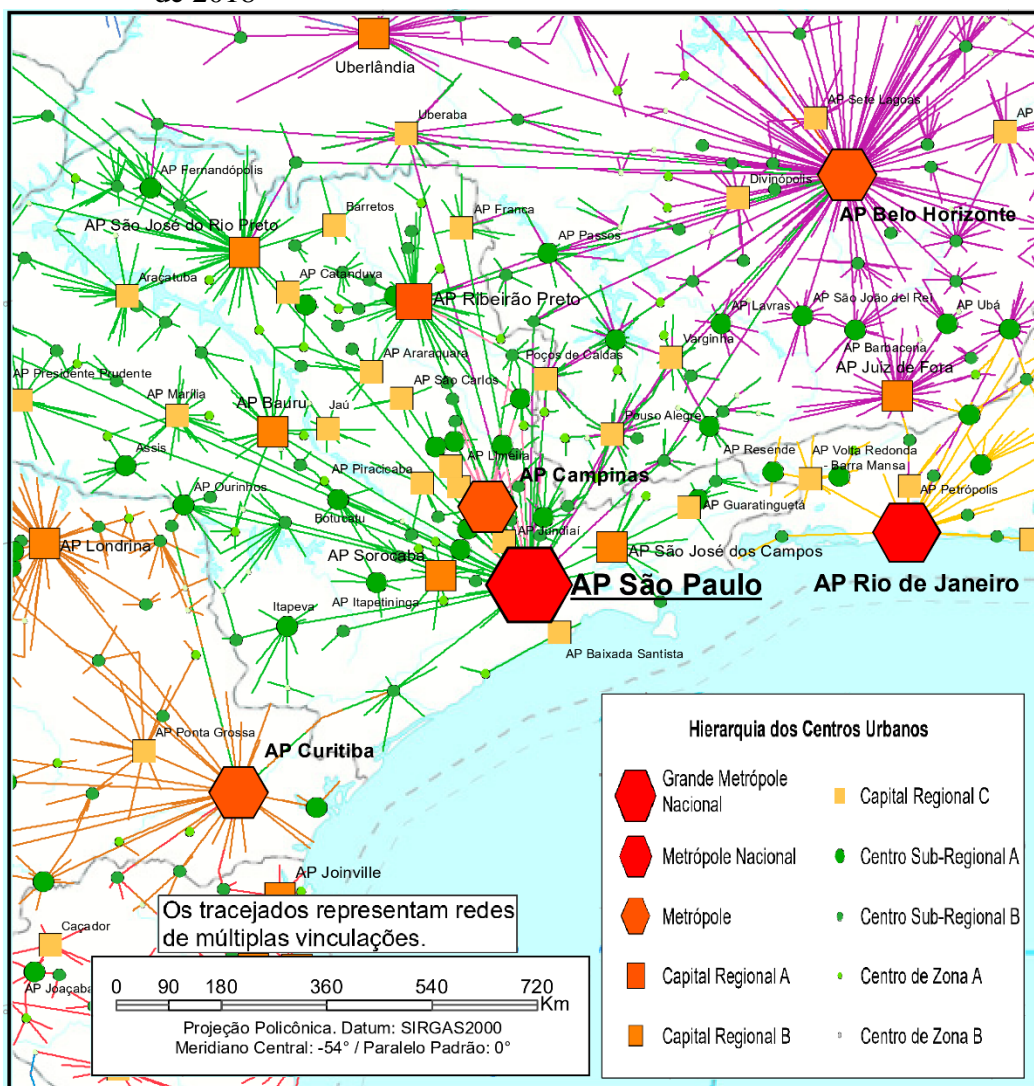 de 2018
Uberlândia
AP Sete Lagoas
AP
Uberaba
AP Fernandópolis
Divinópolis
Barretos
AP Franca
AP São José do Rio Preto
AP Belo Horizonte
AP Passos
Araçatuba
AP Catanduva
AP Ribeirão Preto
AP Lavras
AP São João del Rei
AP Ubá
AP Barbacena
Varginha
Poços de Caldas
AP Araraquara
AP Juiz de Fora
AP Presidente Prudente
AP São Carlos
AP Marília
AP Bauru
Jaú
Pouso Alegre
Assis
AP Limeira
AP Resende
AP Volta Redonda
- Barra Mansa
AP Piracicaba
AP Campinas
AP Petrópolis
AP Ourinhos
AP Guaratinguetá
Botucatu
AP Jundiaí
AP Londrina
AP Sorocaba
AP São José dos Campos
AP São Paulo
AP Rio de Janeiro
AP Itapetininga
Itapeva
AP Baixada Santista
AP Ponta Grossa
AP Curitiba
AP Joinville
Caçador
AP Joaçaba
Os tracejados representam redes
de múltiplas vinculações.
0 90 180 360 540 720
Km
Projeção Policônica. Datum: SIRGAS2000
Meridiano Central: -54° / Paralelo Padrão: 0°
Hierarquia dos Centros Urbanos
Grande Metrópole
Nacional
Metrópole Nacional
Metrópole
Capital Regional A
Capital Regional B
Capital Regional C
Centro Sub-Regional A
Centro Sub-Regional B
Centro de Zona A
Centro de Zona B